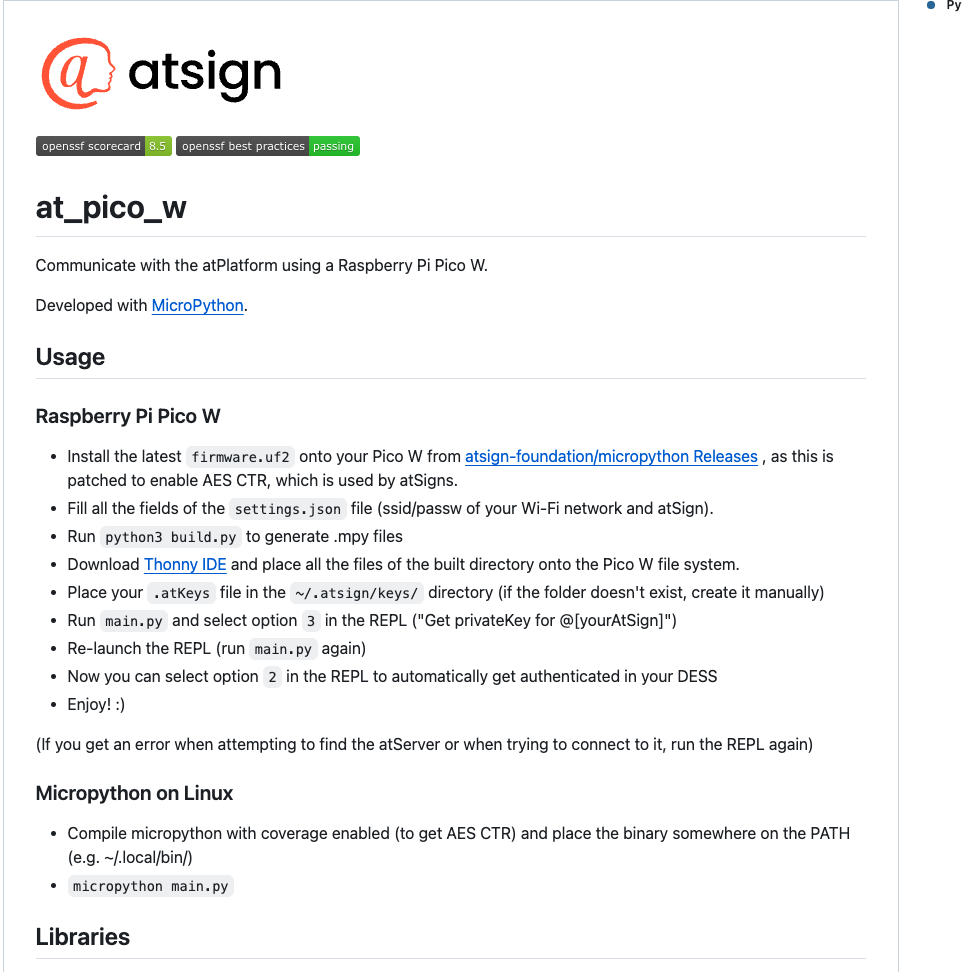 Py
atsign
openssf scorecard 8.5 openssf best practices passing
at_pico_w
Communicate with the atPlatform using a Raspberry Pi Pico W.
Developed with MicroPython.
Usage
Raspberry Pi Pico W
• Install the latest firmware.uf2 onto your Pico W from atsign-foundation/micropython Releases , as this is
patched to enable AES CTR, which is used by atSigns.
• Fill all the fields of the settings.json file (ssid/passw of your Wi-Fi network and atSign).
• Run python3 build.py to generate .mpy files
• Download Thonny IDE and place all the files of the built directory onto the Pico W file system.
• Place your .atKeys file in the ~/.atsign/keys/ directory (if the folder doesn't exist, create it manually)
• Run main.py and select option 3 in the REPL ("Get privateKey for @[yourAtSign]")
• Re-launch the REPL (run main.py again)
• Now you can select option 2 in the REPL to automatically get authenticated in your DESS
• Enjoy! :)
(If you get an error when attempting to find the atServer or when trying to connect to it, run the REPL again)
Micropython on Linux
• Compile micropython with coverage enabled (to get AES CTR) and place the binary somewhere on the PATH
(e.g. ~/.local/bin/)
• micropython main.py
Libraries